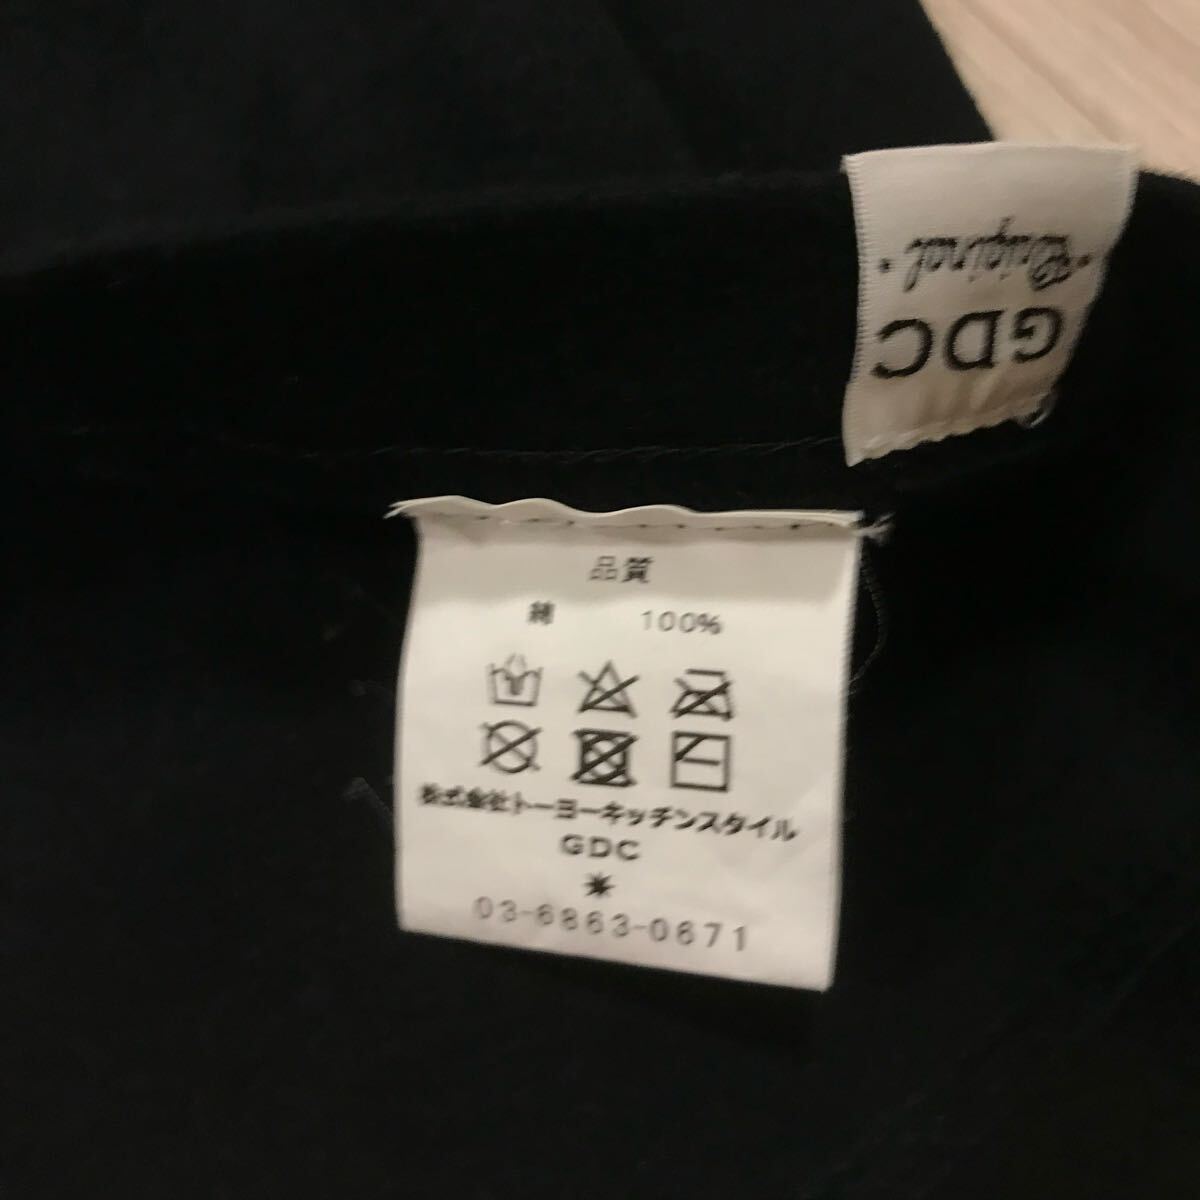 GDC
"Original"
品質
綿 100%
株式会社トーヨーキッチンスタイル
GDC
03-6863-0671